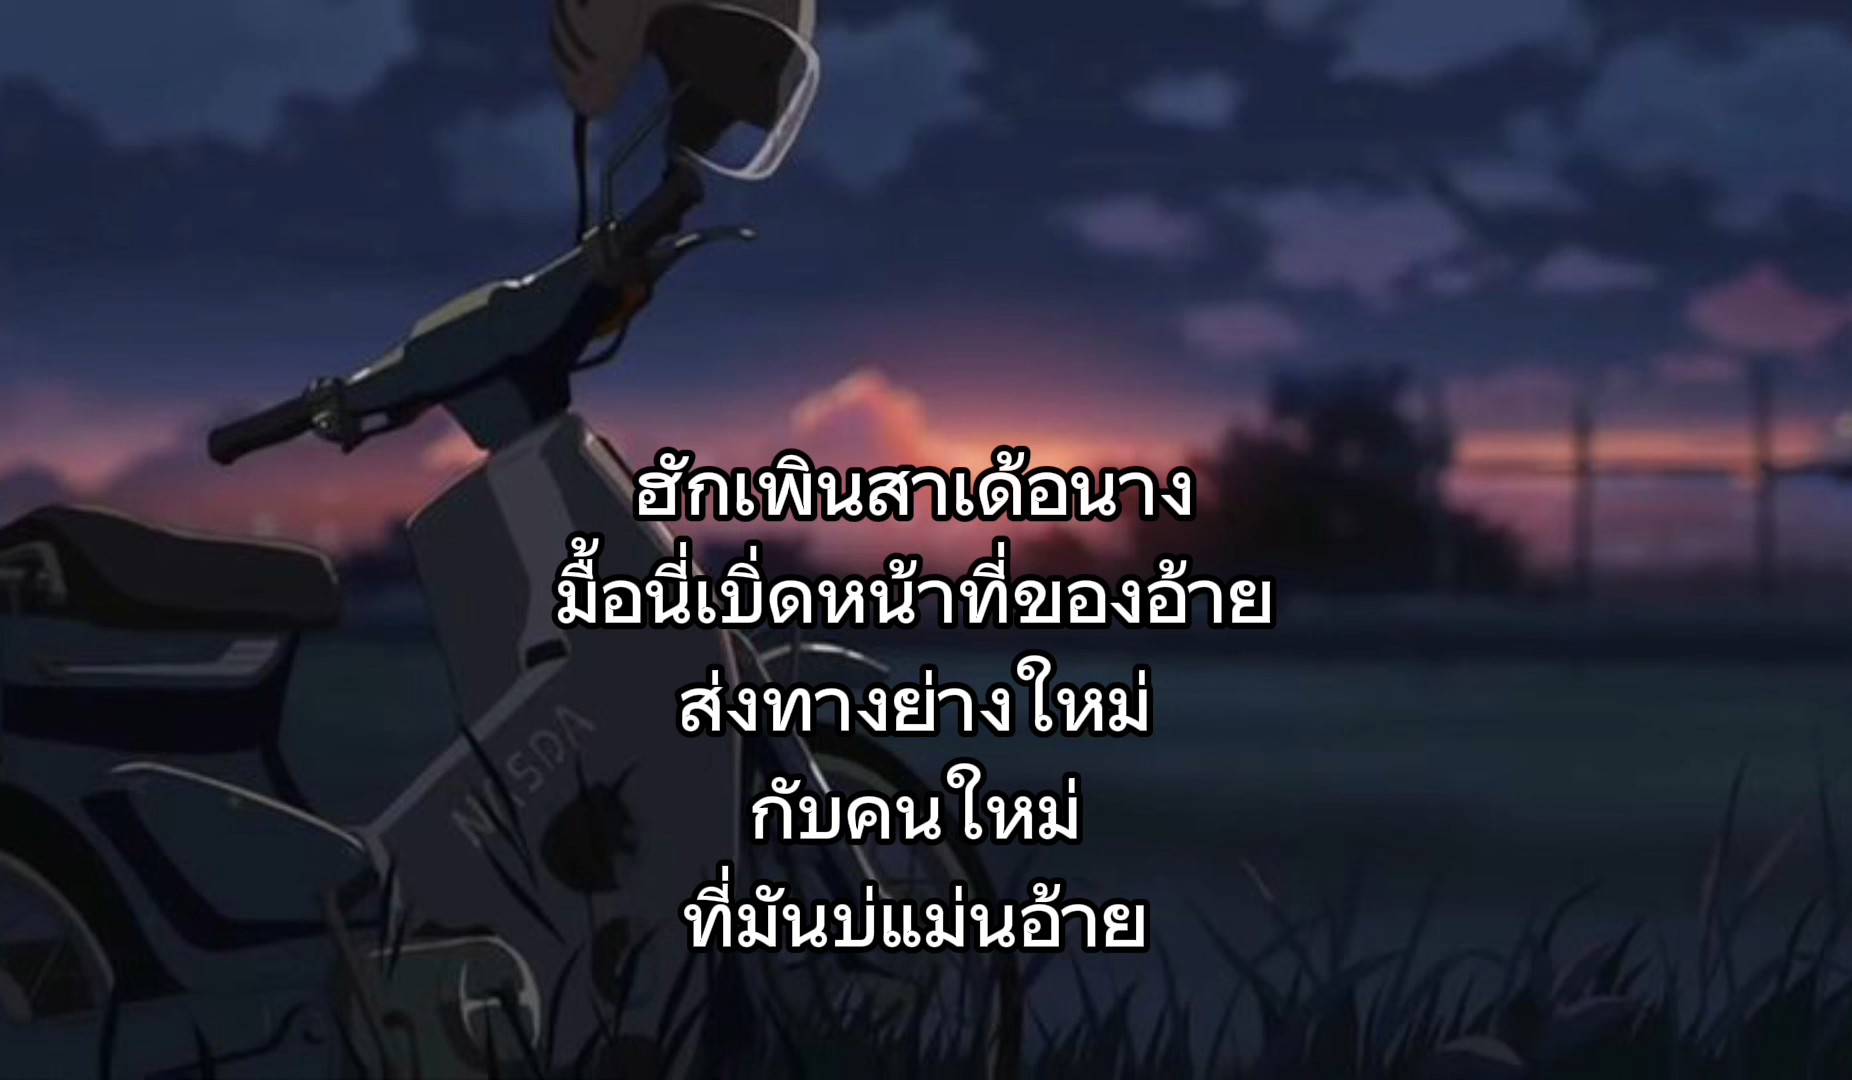 ฮักเพินสาเด้อนาง
มื้อนี่เบิ่ดหน้าที่ของอ้าย
ส่งทางย่างใหม่
กับคนใหม่
ที่มันบ่แม่นอ้าย